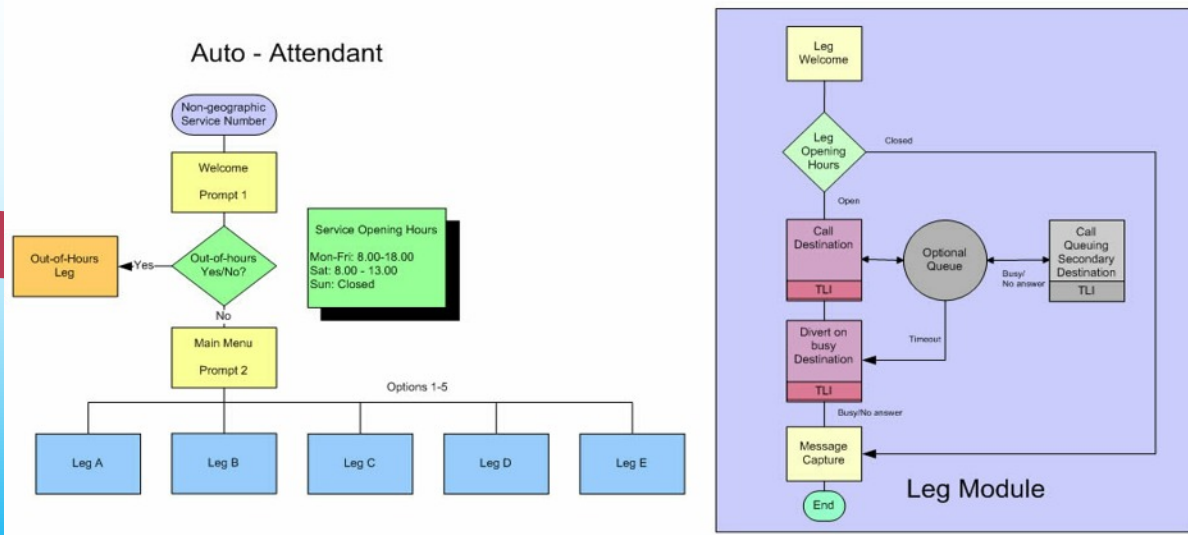 Auto - Attendant
Non-geographic
Service Number
Welcome
Prompt 1
Out-of-Hours
Leg
Yes
Out-of-hours
Yes/No?
Service Opening Hours
Mon-Fri: 8.00-18.00
Sat: 8.00 - 13.00
Sun: Closed
No
Main Menu
Prompt 2
Options 1-5
Leg A
Leg B
Leg C
Leg D
Leg E
Leg
Welcome
Leg
Opening
Hours
Closed
Open
Call
Destination
TLI
Optional
Queue
Busy/
No answer
Call
Queuing
Secondary
Destination
TLI
Divert on
busy
Destination
TLI
Timeout
Busy/No answer
Message
Capture
End
Leg Module